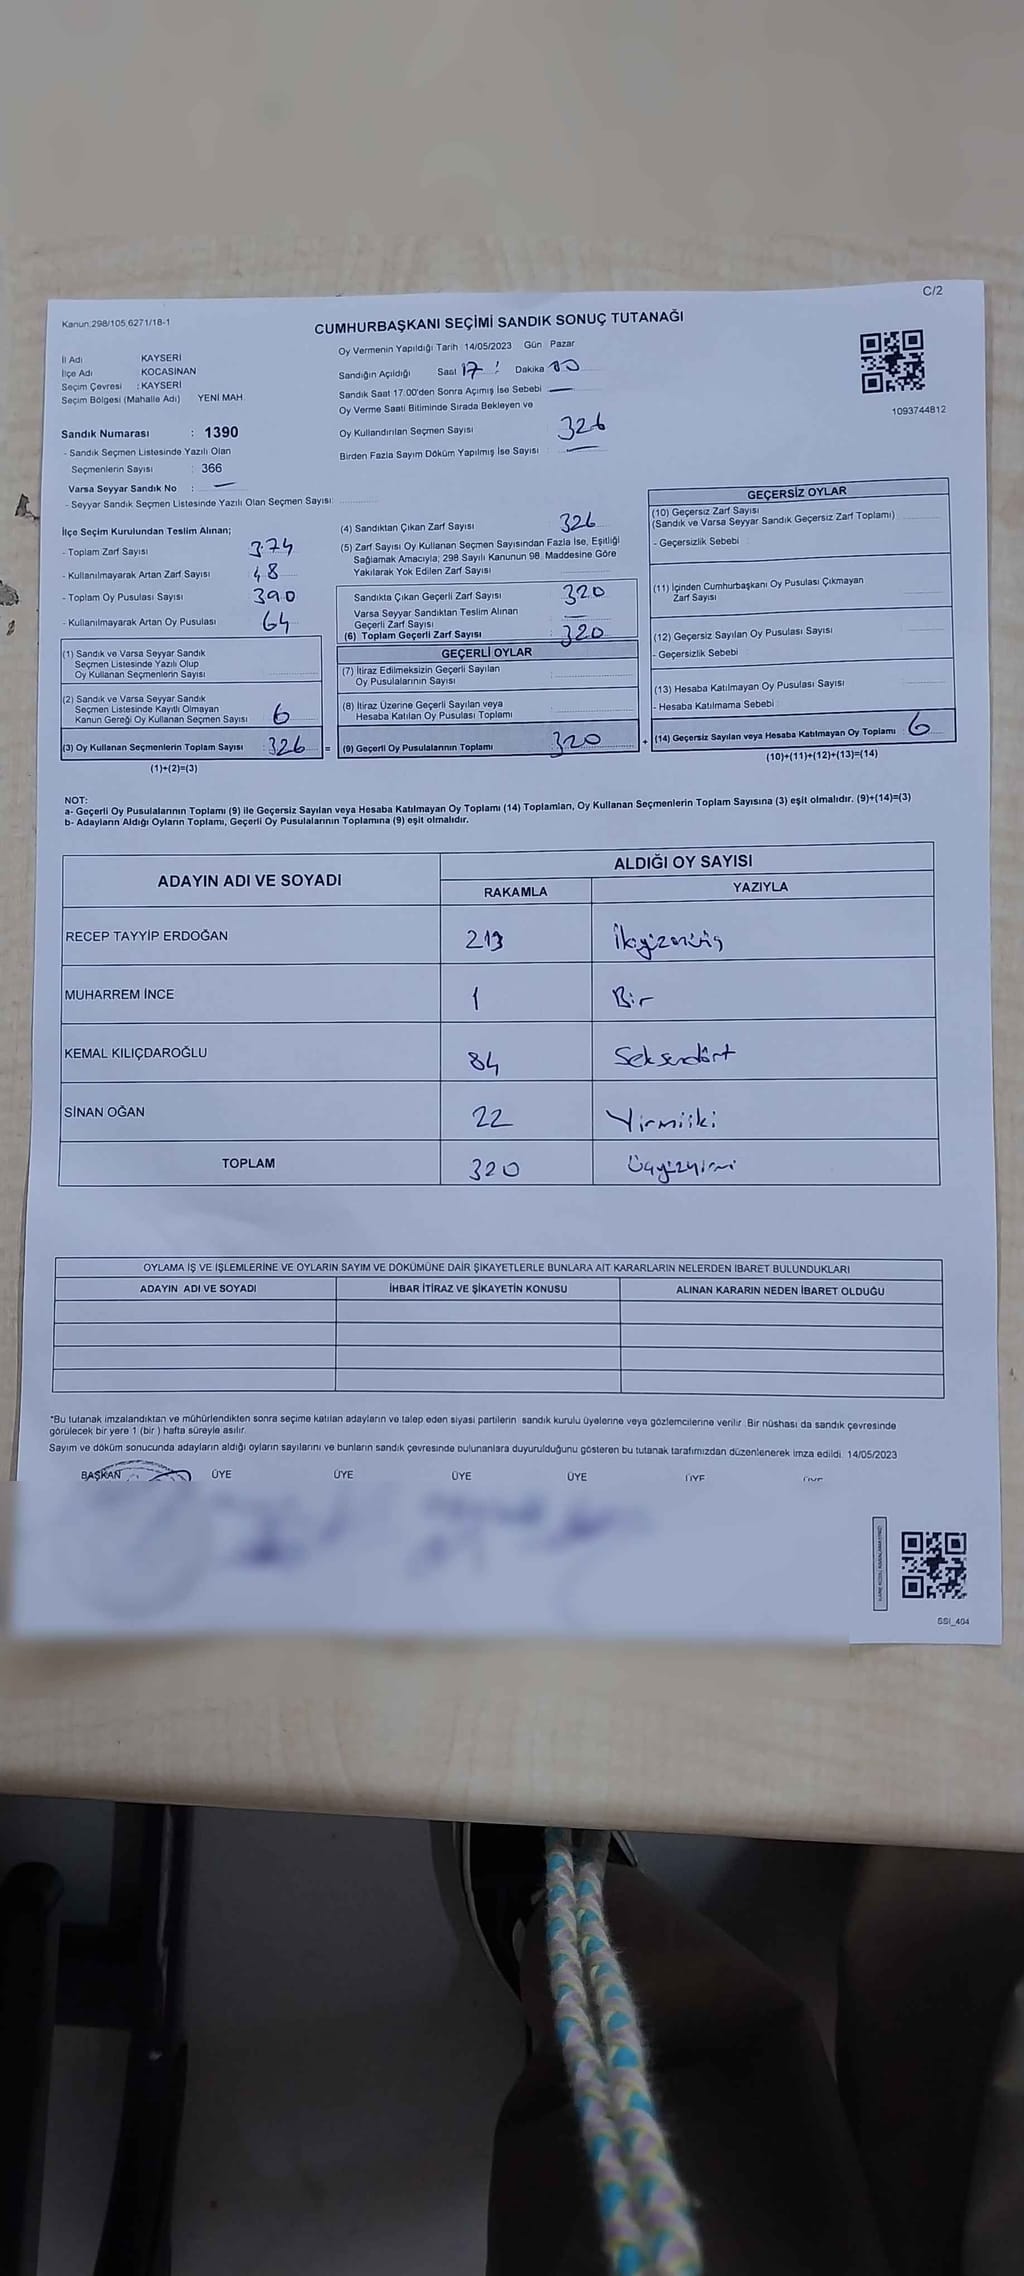 C/2
Kanun:298/105,6271/18-1
CUMHURBAŞKANI SEÇİMİ SANDIK SONUÇ TUTANAĞI
İl Adı KAYSERİ
İlçe Adı KOCASİNAN
Seçim Çevresi : KAYSERİ
Seçim Bölgesi (Mahalle Adı) YENİ MAH.
Sandık Numarası : 1390
- Sandık Seçmen Listesinde Yazılı Olan
Seçmenlerin Sayısı : 366
Varsa Seyyar Sandık No : —
- Seyyar Sandık Seçmen Listesinde Yazılı Olan Seçmen Sayısı:
Oy Vermenin Yapıldığı Tarih : 14/05/2023 Gün : Pazar
Sandığın Açıldığı Saat 17 : Dakika 00
Sandık Saat 17:00'den Sonra Açımış İse Sebebi —
Oy Verme Saati Bitiminde Sırada Bekleyen ve
Oy Kullandırılan Seçmen Sayısı : 326
Birden Fazla Sayım Döküm Yapılmış İse Sayısı : —
1093744812
İlçe Seçim Kurulundan Teslim Alınan;
- Toplam Zarf Sayısı : 374
- Kullanılmayarak Artan Zarf Sayısı : 48
- Toplam Oy Pusulası Sayısı : 390
- Kullanılmayarak Artan Oy Pusulası : 64
(1) Sandık ve Varsa Seyyar Sandık
Seçmen Listesinde Yazılı Olup
Oy Kullanan Seçmenlerin Sayısı
(2) Sandık ve Varsa Seyyar Sandık
Seçmen Listesinde Kayıtlı Olmayan
Kanun Gereği Oy Kullanan Seçmen Sayısı : 6
(3) Oy Kullanan Seçmenlerin Toplam Sayısı : 326
(1)+(2)=(3)
(4) Sandıktan Çıkan Zarf Sayısı : 326
(5) Zarf Sayısı Oy Kullanan Seçmen Sayısından Fazla İse, Eşitliği
Sağlamak Amacıyla; 298 Sayılı Kanunun 98. Maddesine Göre
Yakılarak Yok Edilen Zarf Sayısı
Sandıkta Çıkan Geçerli Zarf Sayısı : 320
Varsa Seyyar Sandıktan Teslim Alınan
Geçerli Zarf Sayısı : —
(6) Toplam Geçerli Zarf Sayısı : 320
GEÇERLİ OYLAR
(7) İtiraz Edilmeksizin Geçerli Sayılan
Oy Pusulalarının Sayısı
(8) İtiraz Üzerine Geçerli Sayılan veya
Hesaba Katılan Oy Pusulası Toplamı
= (9) Geçerli Oy Pusulalarının Toplamı : 320
GEÇERSİZ OYLAR
(10) Geçersiz Zarf Sayısı
(Sandık ve Varsa Seyyar Sandık Geçersiz Zarf Toplamı)
- Geçersizlik Sebebi :
(11) İçinden Cumhurbaşkanı Oy Pusulası Çıkmayan
Zarf Sayısı
(12) Geçersiz Sayılan Oy Pusulası Sayısı
- Geçersizlik Sebebi :
(13) Hesaba Katılmayan Oy Pusulası Sayısı
- Hesaba Katılmama Sebebi :
+ (14) Geçersiz Sayılan veya Hesaba Katılmayan Oy Toplamı : 6
(10)+(11)+(12)+(13)=(14)
NOT:
a- Geçerli Oy Pusulalarının Toplamı (9) ile Geçersiz Sayılan veya Hesaba Katılmayan Oy Toplamı (14) Toplamları, Oy Kullanan Seçmenlerin Toplam Sayısına (3) eşit olmalıdır. (9)+(14)=(3)
b- Adayların Aldığı Oyların Toplamı, Geçerli Oy Pusulalarının Toplamına (9) eşit olmalıdır.
ADAYIN ADI VE SOYADI ALDIĞI OY SAYISI
RAKAMLA YAZIYLA
RECEP TAYYİP ERDOĞAN 213
MUHARREM İNCE 1 Bir
KEMAL KILIÇDAROĞLU 84 Seksendört
SİNAN OĞAN 22 Yirmiiki
TOPLAM 320 Üçyüzyirmi
OYLAMA İŞ VE İŞLEMLERİNE VE OYLARIN SAYIM VE DÖKÜMÜNE DAİR ŞİKAYETLERLE BUNLARA AİT KARARLARIN NELERDEN İBARET BULUNDUKLARI
ADAYIN ADI VE SOYADI İHBAR İTİRAZ VE ŞİKAYETİN KONUSU ALINAN KARARIN NEDEN İBARET OLDUĞU
*Bu tutanak imzalandıktan ve mühürlendikten sonra seçime katılan adayların ve talep eden siyasi partilerin sandık kurulu üyelerine veya gözlemcilerine verilir. Bir nüshası da sandık çevresinde
görülecek bir yere 1 (bir ) hafta süreyle asılır.
Sayım ve döküm sonucunda adayların aldığı oyların sayılarını ve bunların sandık çevresinde bulunanlara duyurulduğunu gösteren bu tutanak tarafımızdan düzenlenerek imza edildi. 14/05/2023
BAŞKAN ÜYE ÜYE ÜYE ÜYE ÜYE ÜYE
SSİ_404